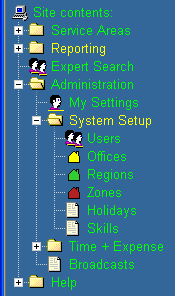 Site contents:
Service Areas
Reporting
Expert Search
Administration
My Settings
System Setup
Users
Offices
Regions
Zones
Holidays
Skills
Time + Expense
Broadcasts
Help